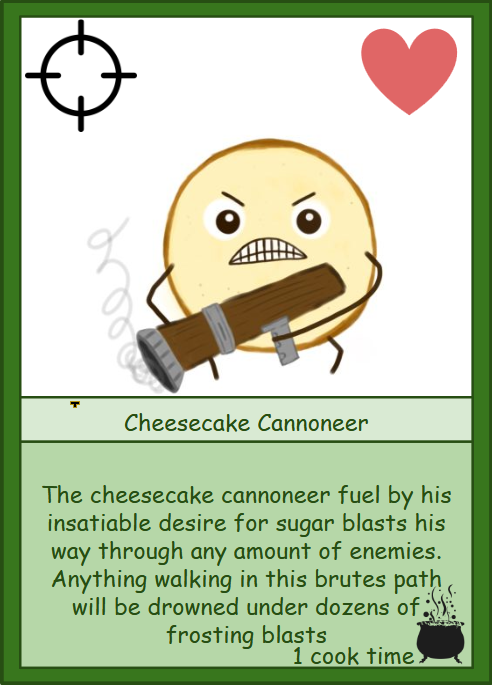 Cheesecake Cannoneer
The cheesecake cannoneer fuel by his
insatiable desire for sugar blasts his
way through any amount of enemies.
Anything walking in this brutes path
will be drowned under dozens of
frosting blasts
1 cook time